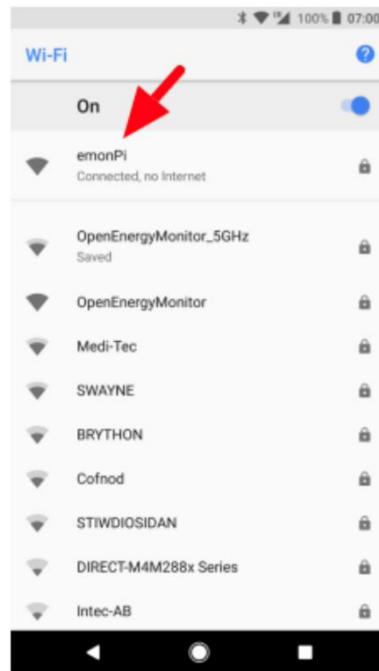 100% 07:00
Wi-Fi
On
emonPi
Connected, no Internet
OpenEnergyMonitor_5GHz
Saved
OpenEnergyMonitor
Medi-Tec
SWAYNE
BRYTHON
Cofnod
STIWDIOSIDAN
DIRECT-M4M288x Series
Intec-AB